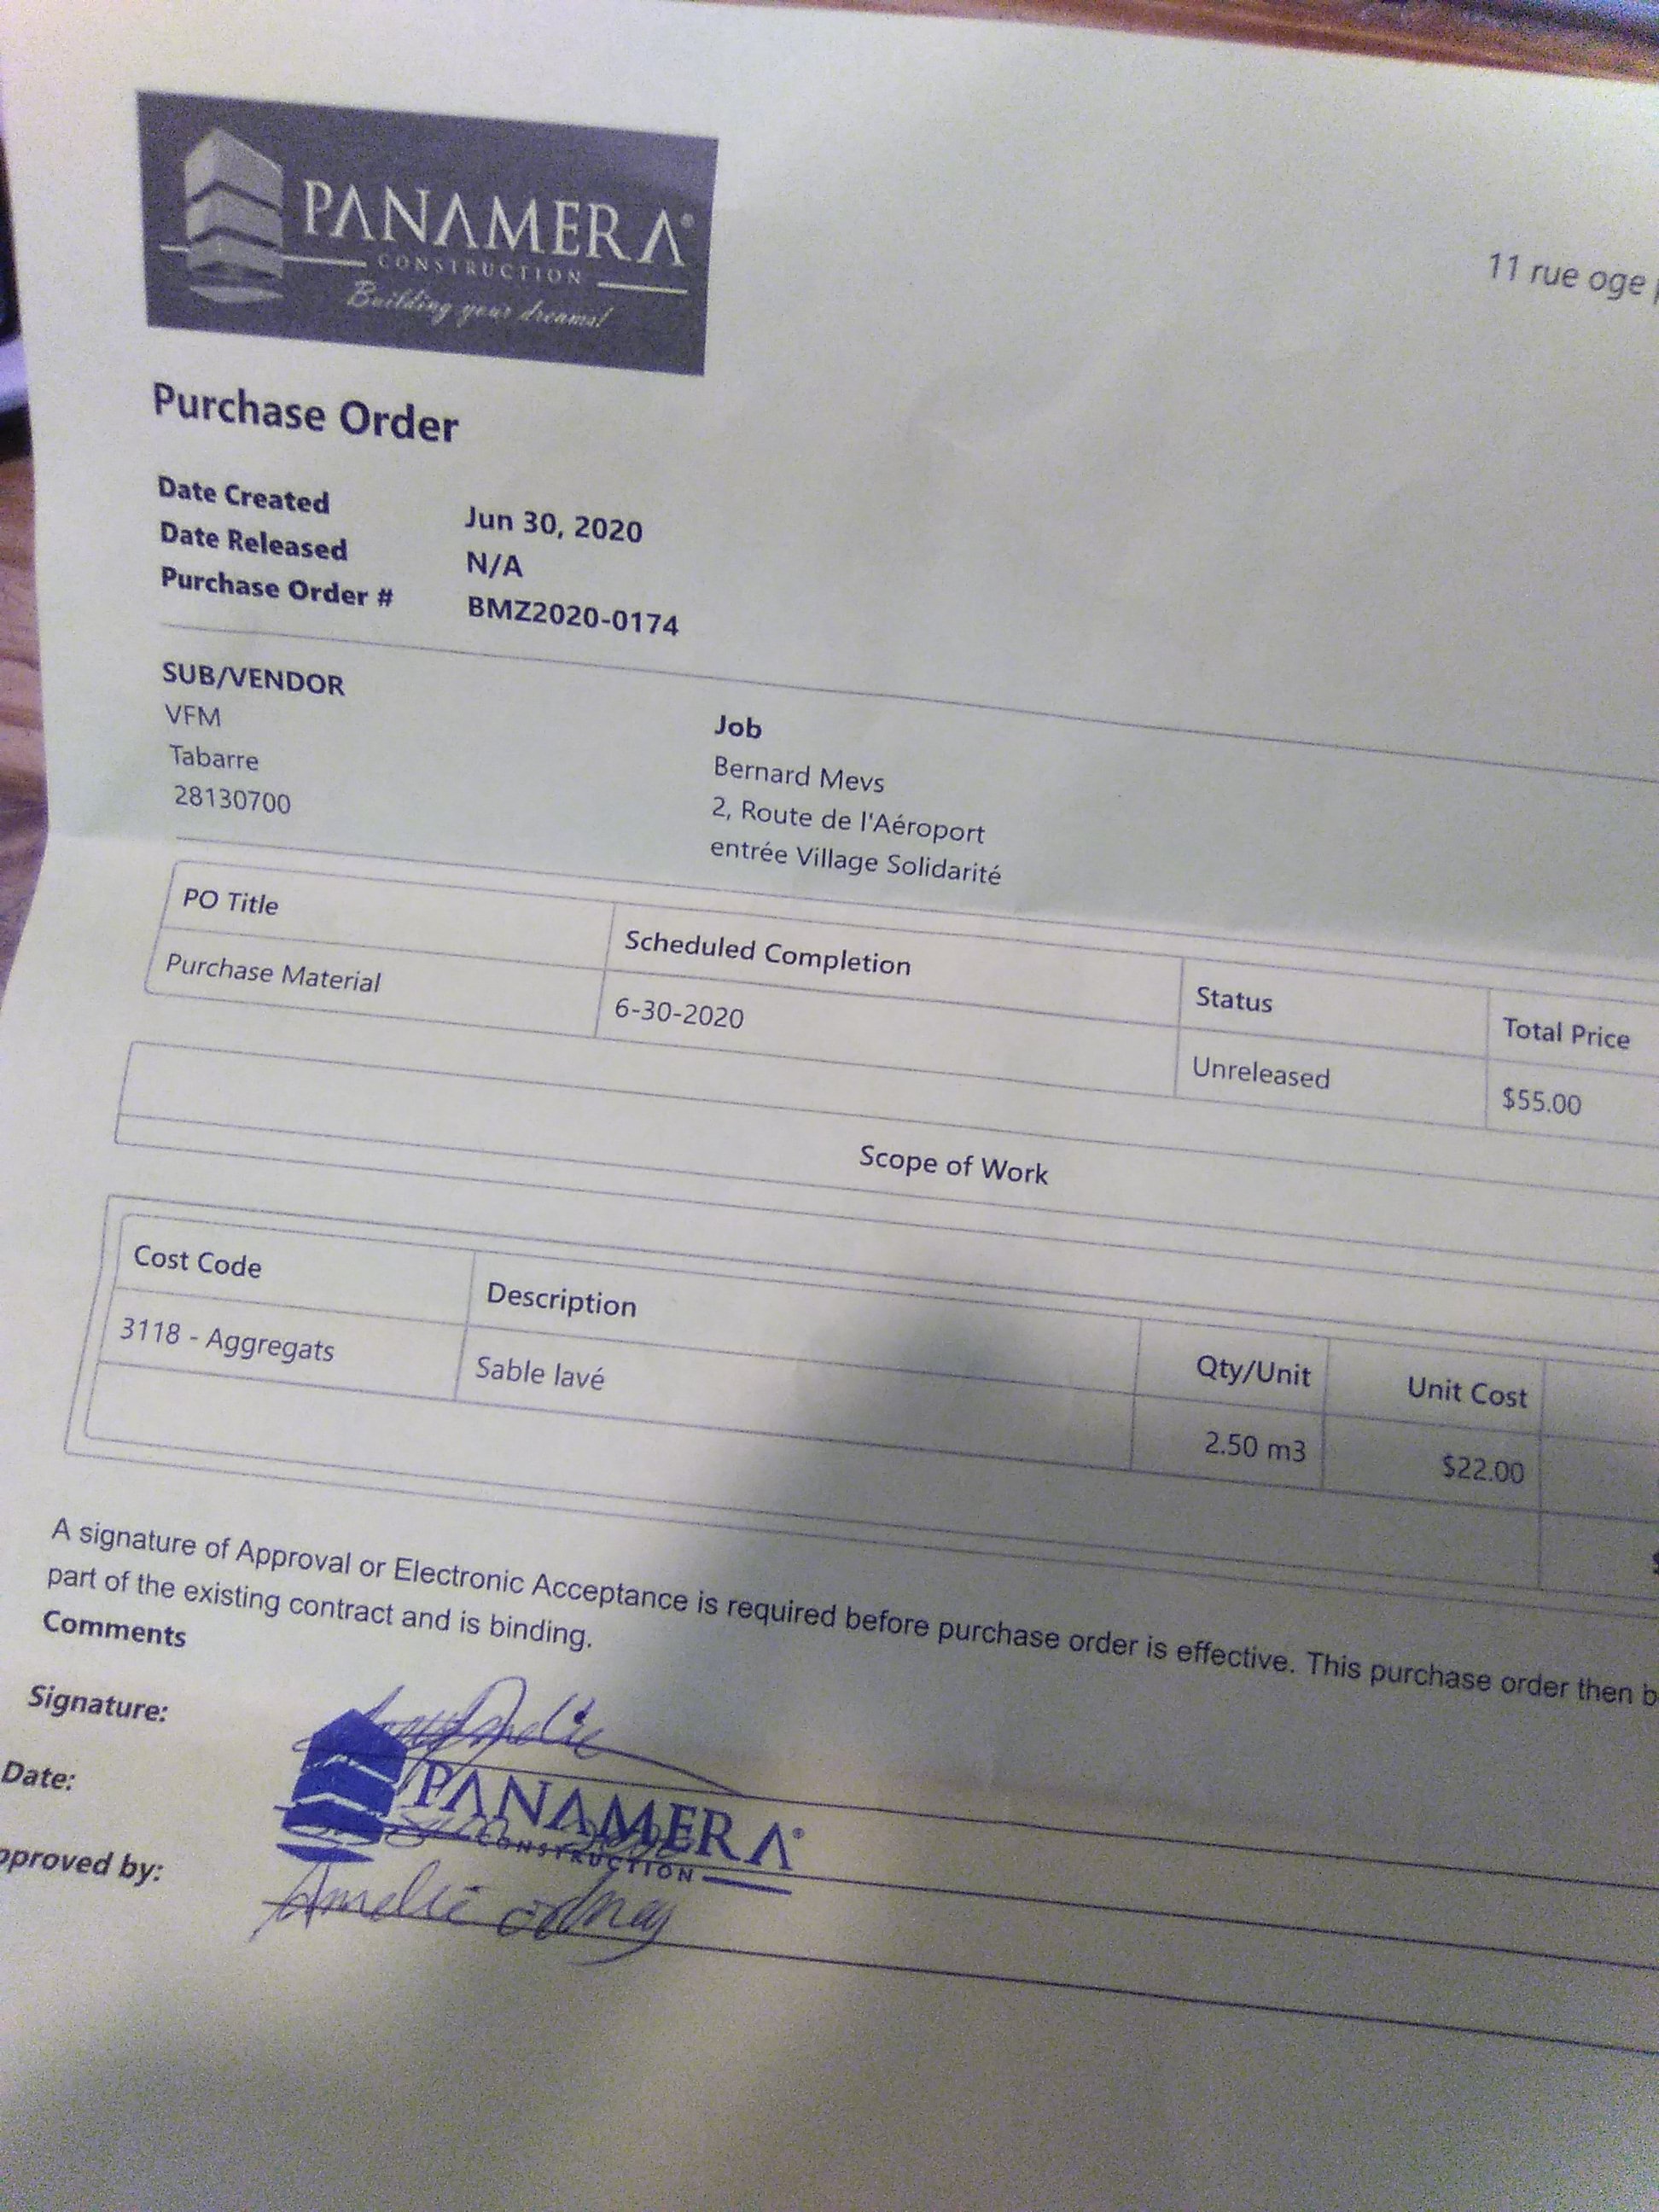 PANAMERA®
CONSTRUCTION
Building your dreams!
11 rue oge
Purchase Order
Date Created Jun 30, 2020
Date Released N/A
Purchase Order # BMZ2020-0174
SUB/VENDOR
VFM
Tabarre
28130700
Job
Bernard Mevs
2, Route de l'Aéroport
entrée Village Solidarité
PO Title Scheduled Completion Status Total Price
Purchase Material 6-30-2020 Unreleased $55.00
Scope of Work
Cost Code Description Qty/Unit Unit Cost
3118 - Aggregats Sable lavé 2.50 m3 $22.00
A signature of Approval or Electronic Acceptance is required before purchase order is effective. This purchase order then b
part of the existing contract and is binding.
Comments
Signature:
Date:
pproved by: Amelie
PANAMERA®
CONSTRUCTION